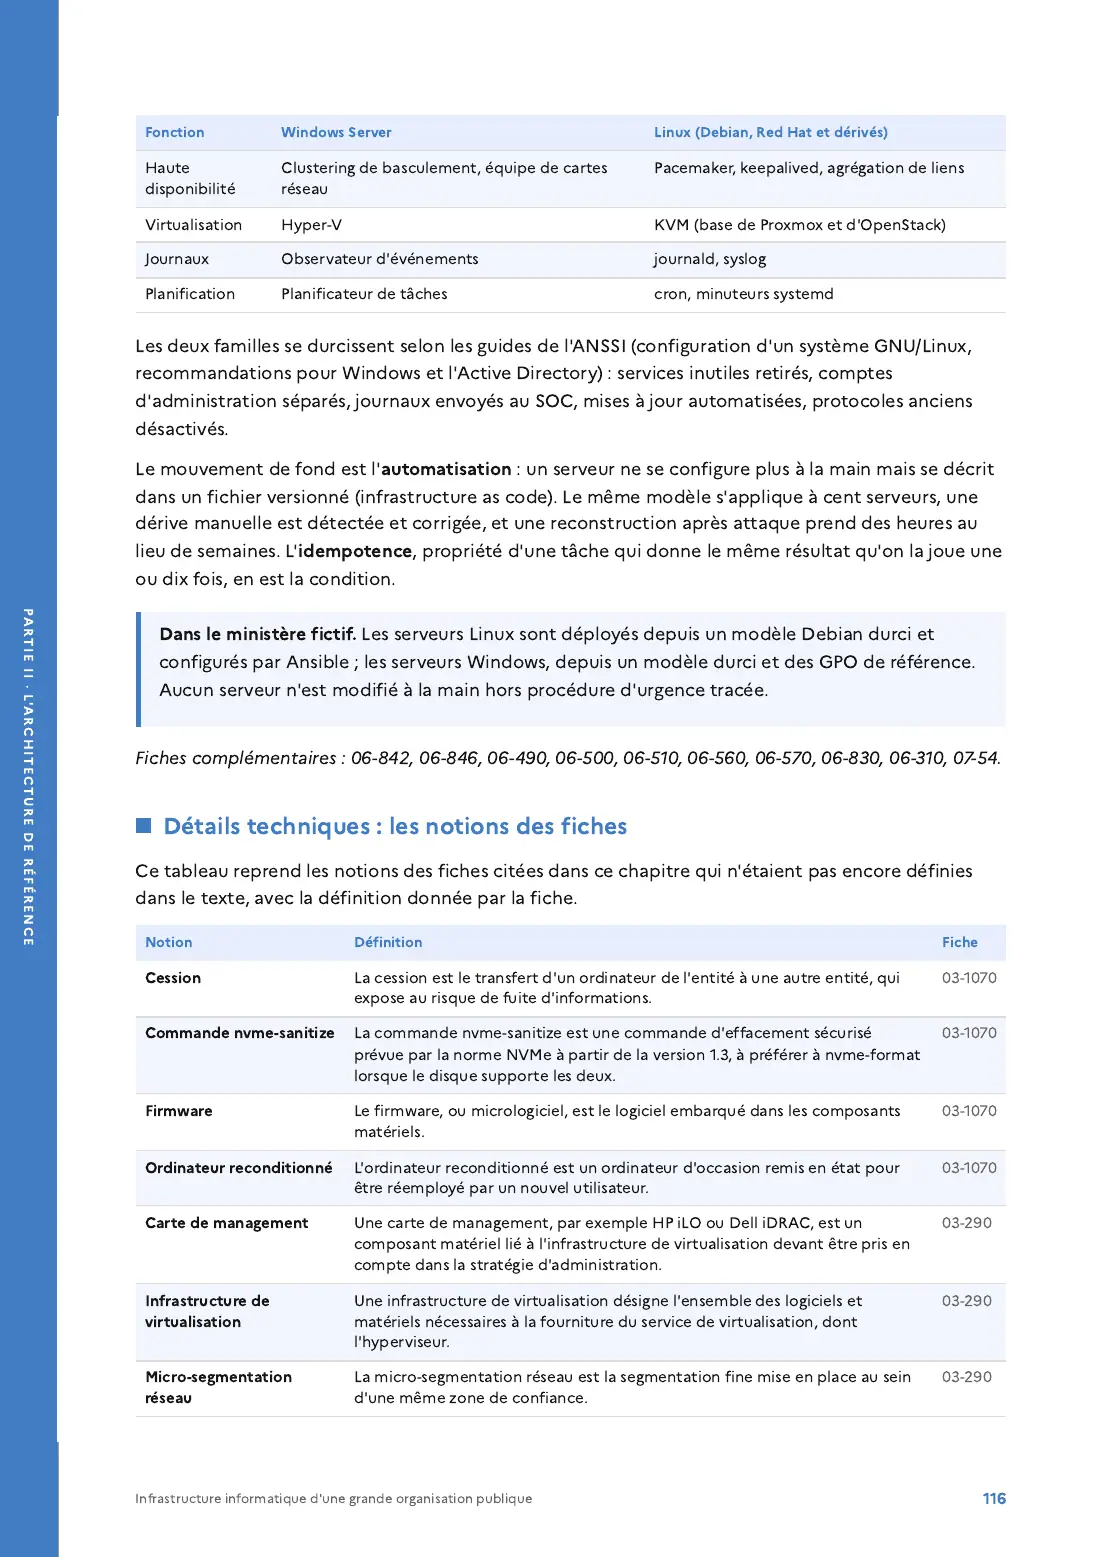 Fonction Windows Server Linux (Debian, Red Hat et dérivés)
Haute disponibilité Clustering de basculement, équipe de cartes réseau Pacemaker, keepalived, agrégation de liens
Virtualisation Hyper-V KVM (base de Proxmox et d'OpenStack)
Journaux Observateur d'événements journald, syslog
Planification Planificateur de tâches cron, minuteurs systemd
Les deux familles se durcissent selon les guides de l'ANSSI (configuration d'un système GNU/Linux,
recommandations pour Windows et l'Active Directory) : services inutiles retirés, comptes
d'administration séparés, journaux envoyés au SOC, mises à jour automatisées, protocoles anciens
désactivés.
Le mouvement de fond est l'automatisation : un serveur ne se configure plus à la main mais se décrit
dans un fichier versionné (infrastructure as code). Le même modèle s'applique à cent serveurs, une
dérive manuelle est détectée et corrigée, et une reconstruction après attaque prend des heures au
lieu de semaines. L'idempotence, propriété d'une tâche qui donne le même résultat qu'on la joue une
ou dix fois, en est la condition.
Dans le ministère fictif. Les serveurs Linux sont déployés depuis un modèle Debian durci et
configurés par Ansible ; les serveurs Windows, depuis un modèle durci et des GPO de référence.
Aucun serveur n'est modifié à la main hors procédure d'urgence tracée.
Fiches complémentaires : 06-842, 06-846, 06-490, 06-500, 06-510, 06-560, 06-570, 06-830, 06-310, 07-54.
Détails techniques : les notions des fiches
Ce tableau reprend les notions des fiches citées dans ce chapitre qui n'étaient pas encore définies
dans le texte, avec la définition donnée par la fiche.
Notion Définition Fiche
Cession La cession est le transfert d'un ordinateur de l'entité à une autre entité, qui 03-1070
expose au risque de fuite d'informations.
Commande nvme-sanitize La commande nvme-sanitize est une commande d'effacement sécurisé 03-1070
prévue par la norme NVMe à partir de la version 1.3, à préférer à nvme-format
lorsque le disque supporte les deux.
Firmware Le firmware, ou micrologiciel, est le logiciel embarqué dans les composants 03-1070
matériels.
Ordinateur reconditionné L'ordinateur reconditionné est un ordinateur d'occasion remis en état pour 03-1070
être réemployé par un nouvel utilisateur.
Carte de management Une carte de management, par exemple HP iLO ou Dell iDRAC, est un 03-290
composant matériel lié à l'infrastructure de virtualisation devant être pris en
compte dans la stratégie d'administration.
Infrastructure de virtualisation Une infrastructure de virtualisation désigne l'ensemble des logiciels et 03-290
matériels nécessaires à la fourniture du service de virtualisation, dont
l'hyperviseur.
Micro-segmentation réseau La micro-segmentation réseau est la segmentation fine mise en place au sein 03-290
d'une même zone de confiance.
Infrastructure informatique d'une grande organisation publique 116
PARTIE II · L'ARCHITECTURE DE RÉFÉRENCE